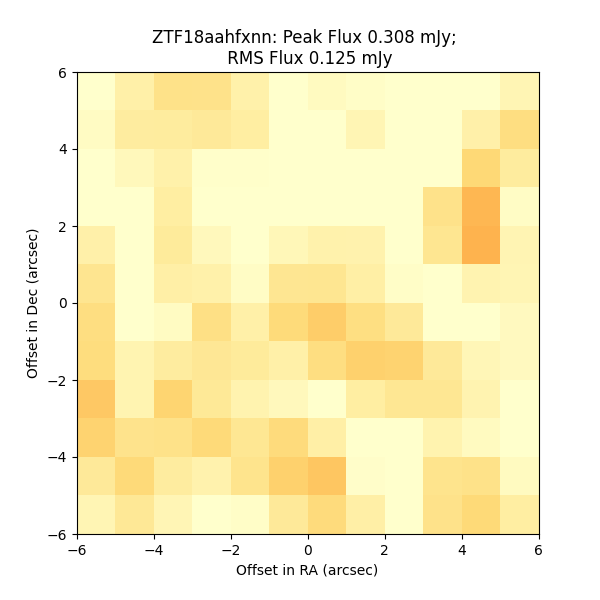 ZTF18aahfxnn: Peak Flux 0.308 mJy;
RMS Flux 0.125 mJy
6
4
2
0
−2
−4
−6
Offset in Dec (arcsec)
−6 −4 −2 0 2 4 6
Offset in RA (arcsec)